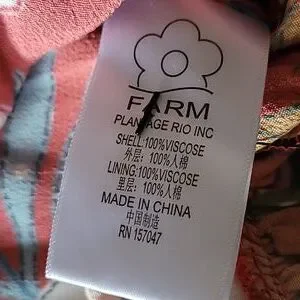 FARM
PLANTAGE RIO INC
SHELL:100%VISCOSE
外层：100%人棉
LINING:100%VISCOSE
里层：100%人棉
MADE IN CHINA
中国制造
RN 157047